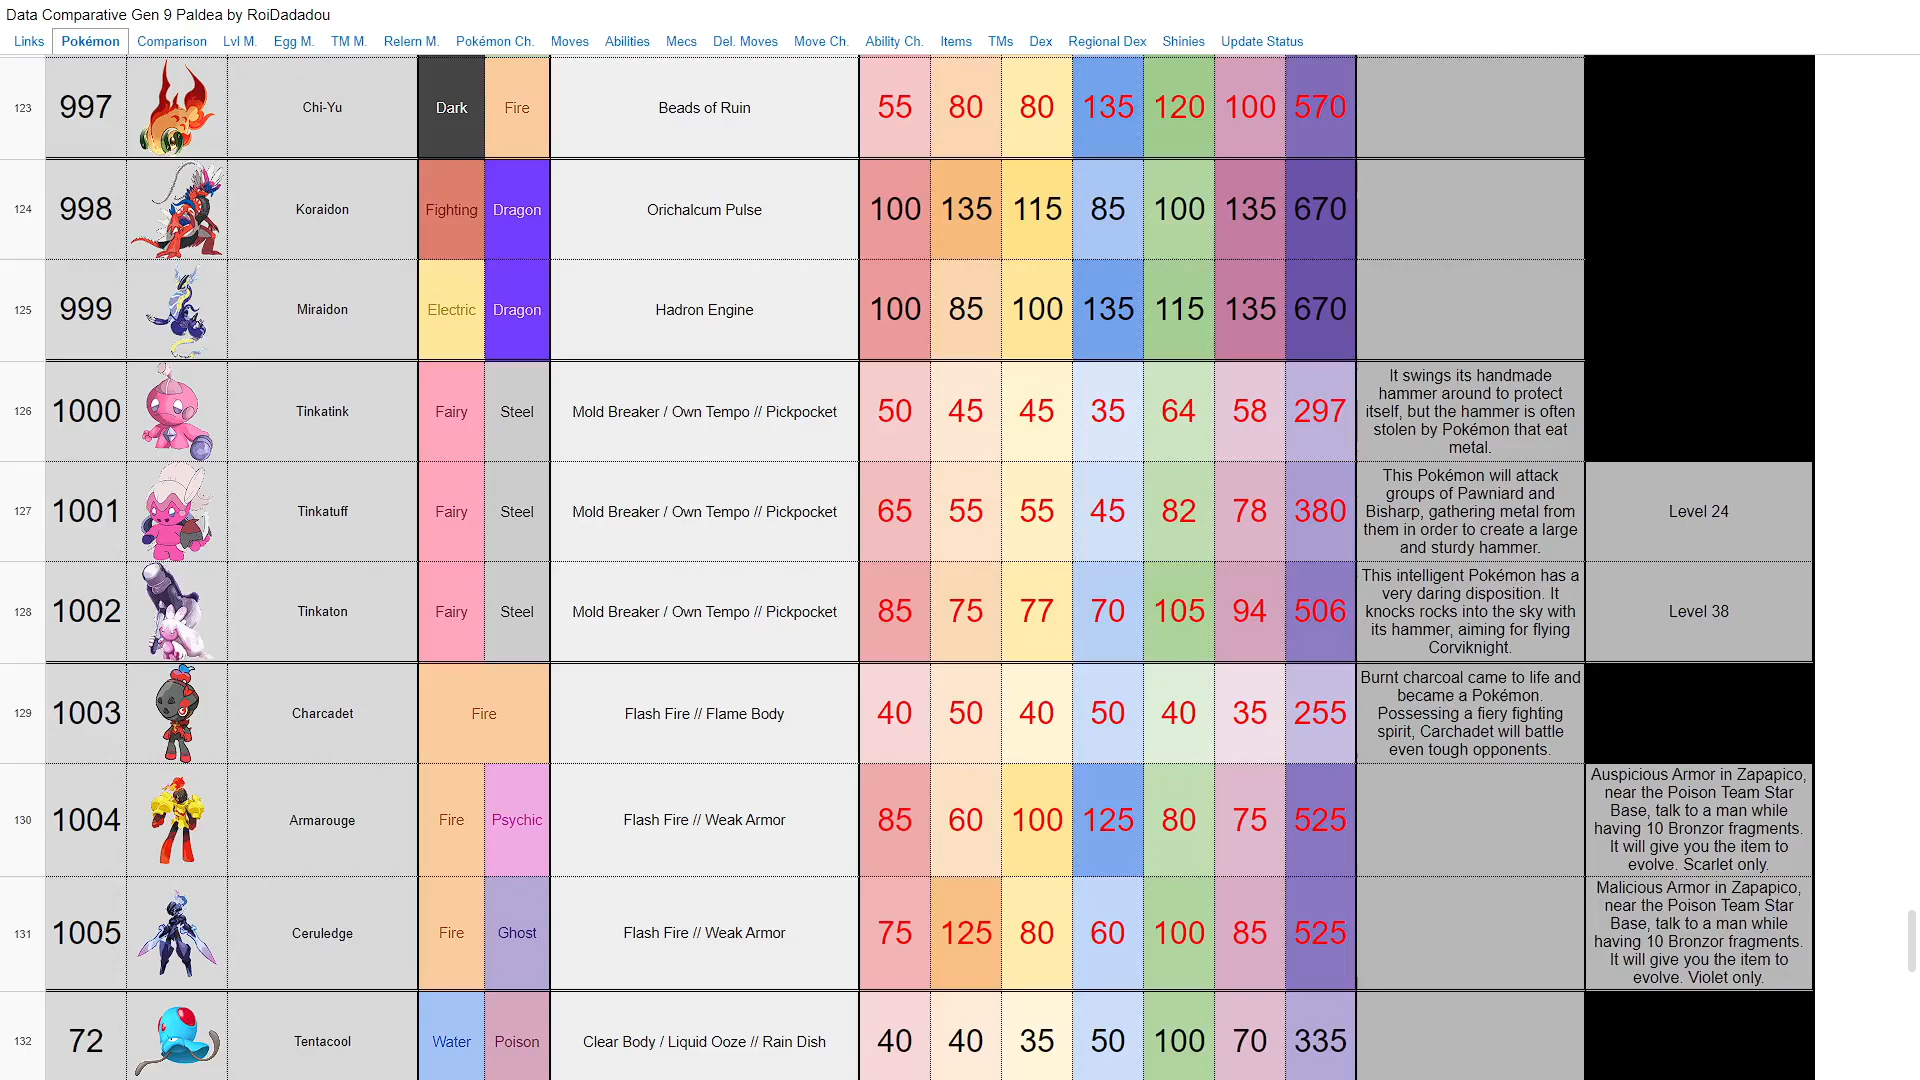 Data Comparative Gen 9 Paldea by RoiDadadou
Links Pokémon Comparison Lvl M. Egg M. TM M. Relern M. Pokémon Ch. Moves Abilities Mecs Del. Moves Move Ch. Ability Ch. Items TMs Dex Regional Dex Shinies Update Status
123 997 Chi-Yu Dark Fire Beads of Ruin 55 80 80 135 120 100 570
124 998 Koraidon Fighting Dragon Orichalcum Pulse 100 135 115 85 100 135 670
125 999 Miraidon Electric Dragon Hadron Engine 100 85 100 135 115 135 670
126 1000 Tinkatink Fairy Steel Mold Breaker / Own Tempo // Pickpocket 50 45 45 35 64 58 297
It swings its handmade
hammer around to protect
itself, but the hammer is often
stolen by Pokémon that eat
metal.
127 1001 Tinkatuff Fairy Steel Mold Breaker / Own Tempo // Pickpocket 65 55 55 45 82 78 380
This Pokémon will attack
groups of Pawniard and
Bisharp, gathering metal from
them in order to create a large
and sturdy hammer.
Level 24
128 1002 Tinkaton Fairy Steel Mold Breaker / Own Tempo // Pickpocket 85 75 77 70 105 94 506
This intelligent Pokémon has a
very daring disposition. It
knocks rocks into the sky with
its hammer, aiming for flying
Corviknight.
Level 38
129 1003 Charcadet Fire Flash Fire // Flame Body 40 50 40 50 40 35 255
Burnt charcoal came to life and
became a Pokémon.
Possessing a fiery fighting
spirit, Carchadet will battle
even tough opponents.
130 1004 Armarouge Fire Psychic Flash Fire // Weak Armor 85 60 100 125 80 75 525
Auspicious Armor in Zapapico,
near the Poison Team Star
Base, talk to a man while
having 10 Bronzor fragments.
It will give you the item to
evolve. Scarlet only.
131 1005 Ceruledge Fire Ghost Flash Fire // Weak Armor 75 125 80 60 100 85 525
Malicious Armor in Zapapico,
near the Poison Team Star
Base, talk to a man while
having 10 Bronzor fragments.
It will give you the item to
evolve. Violet only.
132 72 Tentacool Water Poison Clear Body / Liquid Ooze // Rain Dish 40 40 35 50 100 70 335